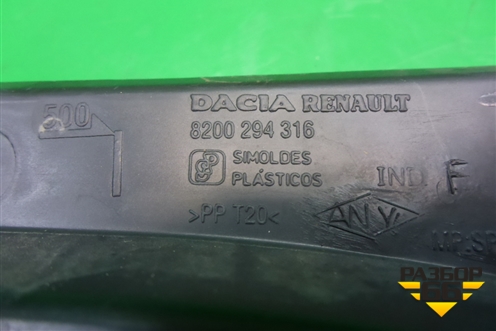 500
DACIA RENAULT
8200 294 316
SIMOLDES
PLÁSTICOS
IND. F
>PP T20<
РАЗБОР